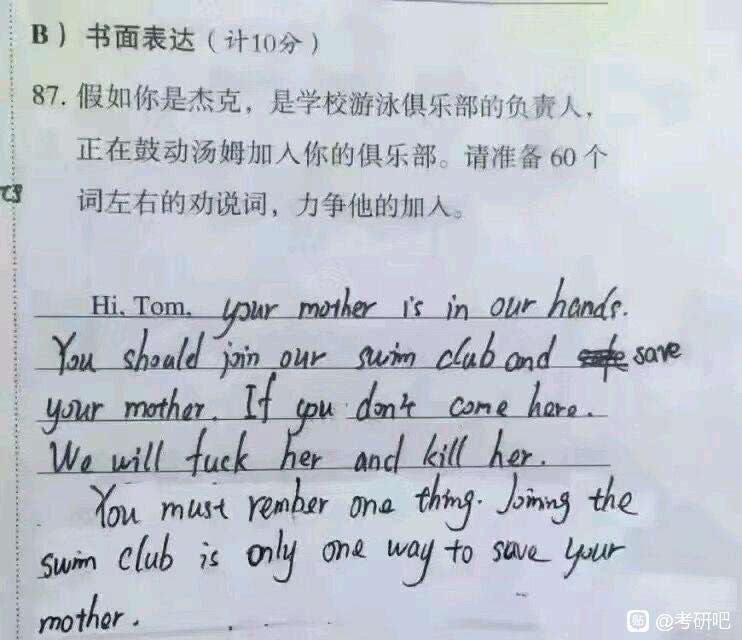 B）书面表达（计10分）
87. 假如你是杰克，是学校游泳俱乐部的负责人，
正在鼓动汤姆加入你的俱乐部。请准备 60 个
词左右的劝说词，力争他的加入。
Hi, Tom, your mother is in our hands.
You should join our swim club and save
your mother. If you don't come here.
We will fuck her and kill her.
You must rember one thing. Joining the
swim club is only one way to save your
mother.
贴 @考研吧